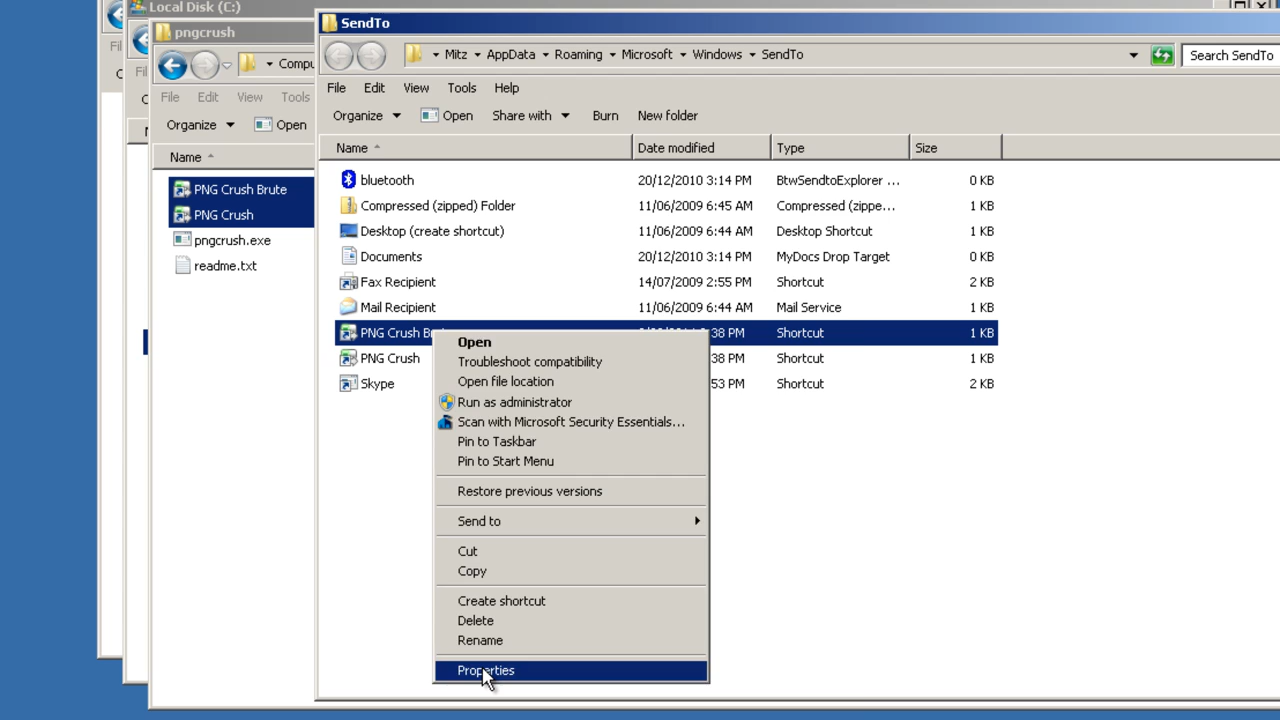 Local Disk (C:)
pngcrush
SendTo
Mitz
AppData
Roaming
Microsoft
Windows
SendTo
Search SendTo
Compu
File
Edit
View
Tools
Help
File
Edit
View
Tools
Organize
Open
Share with
Burn
New folder
Organize
Open
Name
Date modified
Type
Size
Name
bluetooth 20/12/2010 3:14 PM BtwSendtoExplorer ... 0 KB
Compressed (zipped) Folder 11/06/2009 6:45 AM Compressed (zippe... 1 KB
Desktop (create shortcut) 11/06/2009 6:44 AM Desktop Shortcut 1 KB
Documents 20/12/2010 3:14 PM MyDocs Drop Target 0 KB
Fax Recipient 14/07/2009 2:55 PM Shortcut 2 KB
Mail Recipient 11/06/2009 6:44 AM Mail Service 1 KB
PNG Crush B 38 PM Shortcut 1 KB
PNG Crush 38 PM Shortcut 1 KB
Skype 53 PM Shortcut 2 KB
PNG Crush Brute
PNG Crush
pngcrush.exe
readme.txt
Open
Troubleshoot compatibility
Open file location
Run as administrator
Scan with Microsoft Security Essentials...
Pin to Taskbar
Pin to Start Menu
Restore previous versions
Send to
Cut
Copy
Create shortcut
Delete
Rename
Properties